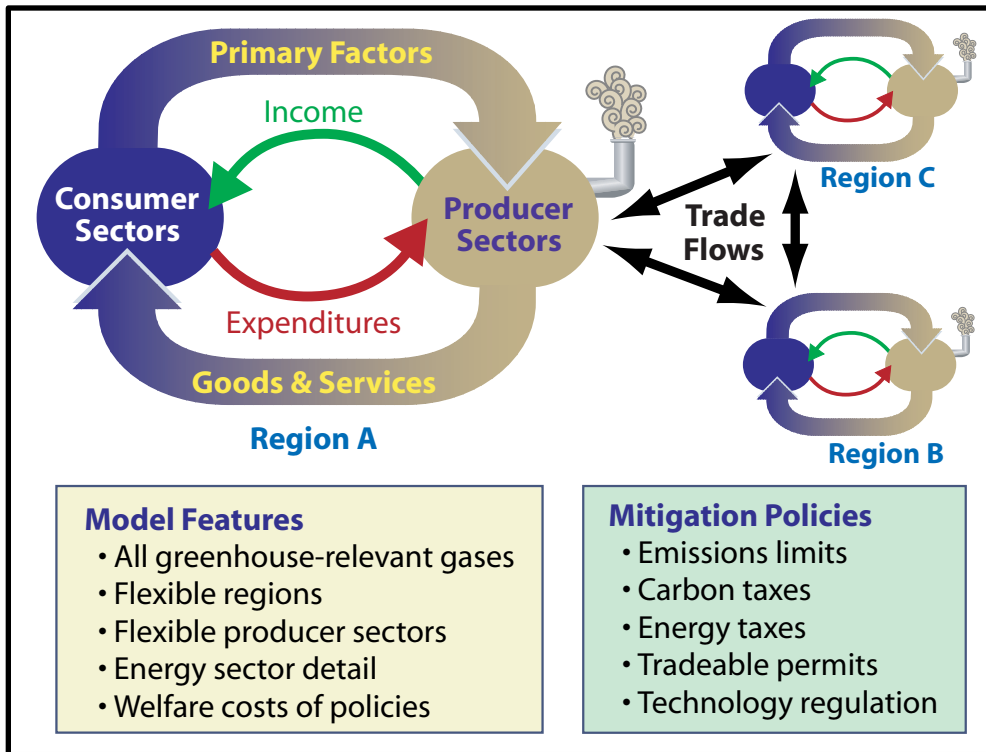 Primary Factors
Income
Consumer
Sectors
Producer
Sectors
Expenditures
Goods & Services
Region A
Trade
Flows
Region C
Region B
Model Features
• All greenhouse-relevant gases
• Flexible regions
• Flexible producer sectors
• Energy sector detail
• Welfare costs of policies
Mitigation Policies
• Emissions limits
• Carbon taxes
• Energy taxes
• Tradeable permits
• Technology regulation